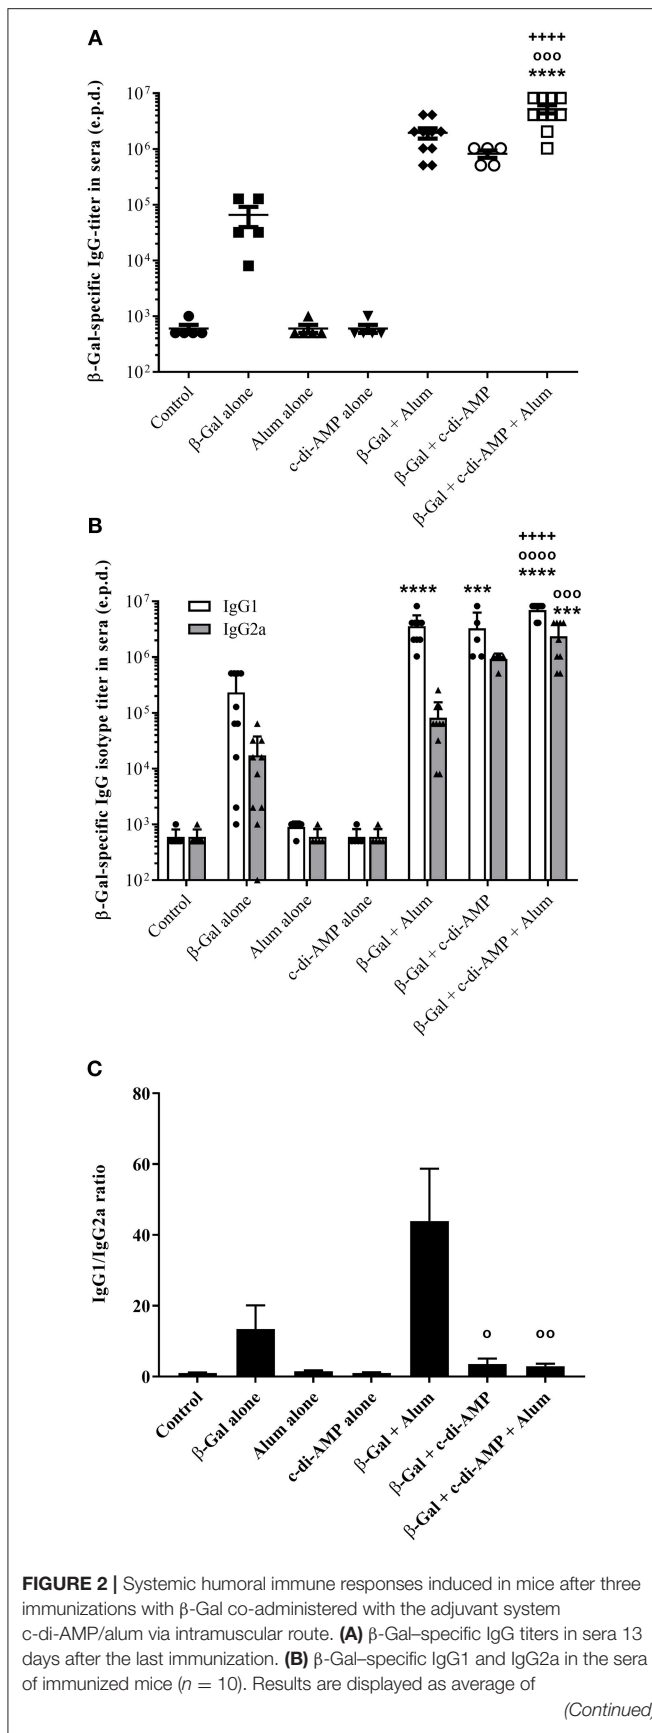 A
++++
ooo
****
β-Gal-specific IgG-titer in sera (e.p.d.)
10⁷
10⁶
10⁵
10⁴
10³
10²
Control
β-Gal alone
Alum alone
c-di-AMP alone
β-Gal + Alum
β-Gal + c-di-AMP
β-Gal + c-di-AMP + Alum
B
++++
oooo
**** *** **** ooo
***
β-Gal-specific IgG isotype titer in sera (e.p.d.)
IgG1
IgG2a
10⁷
10⁶
10⁵
10⁴
10³
10²
Control
β-Gal alone
Alum alone
c-di-AMP alone
β-Gal + Alum
β-Gal + c-di-AMP
β-Gal + c-di-AMP + Alum
C
IgG1/IgG2a ratio
80
60
40
20
0
o oo
Control
β-Gal alone
Alum alone
c-di-AMP alone
β-Gal + Alum
β-Gal + c-di-AMP
β-Gal + c-di-AMP + Alum
FIGURE 2 | Systemic humoral immune responses induced in mice after three
immunizations with β-Gal co-administered with the adjuvant system
c-di-AMP/alum via intramuscular route. (A) β-Gal–specific IgG titers in sera 13
days after the last immunization. (B) β-Gal–specific IgG1 and IgG2a in the sera
of immunized mice (n = 10). Results are displayed as average of
(Continued)